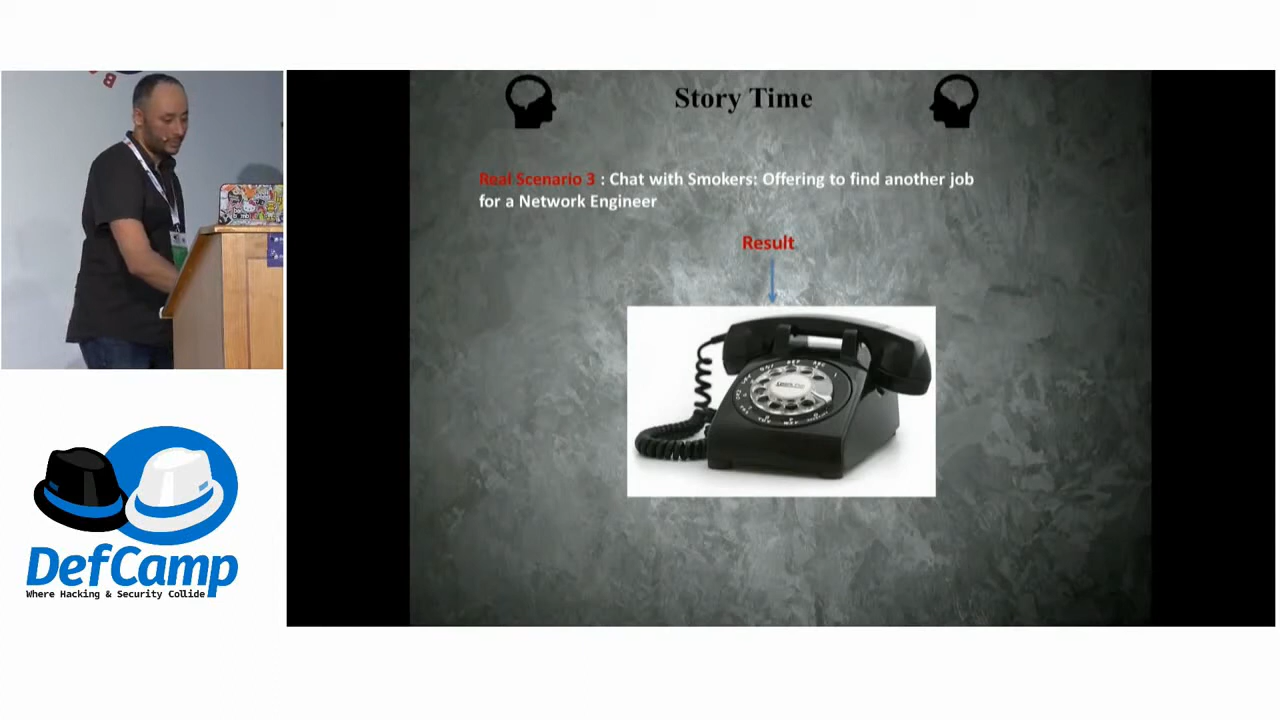 Story Time
Real Scenario 3 : Chat with Smokers: Offering to find another job
for a Network Engineer
Result
DefCamp
Where Hacking & Security Collide